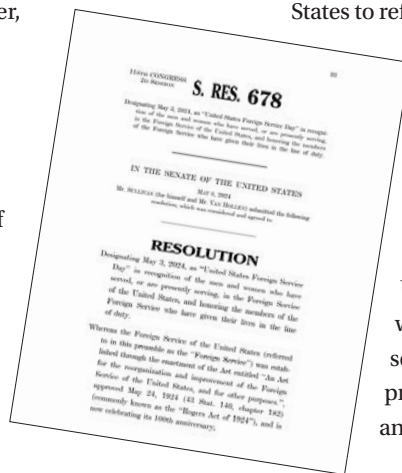 er,
States to ref
118TH CONGRESS
2D SESSION
S. RES. 678
Designating May 3, 2024, as “United States Foreign Service Day” in recogni-
tion of the men and women who have served, or are presently serving,
in the Foreign Service of the United States, and honoring the members
of the Foreign Service who have given their lives in the line of duty.
IN THE SENATE OF THE UNITED STATES
MAY 2024
Mr. SULLIVAN (for himself and Mr. VAN HOLLEN) submitted the following
resolution; which was considered and agreed to
RESOLUTION
Designating May 3, 2024, as “United States Foreign Service
Day” in recognition of the men and women who have
served, or are presently serving, in the Foreign Service
of the United States, and honoring the members of the
Foreign Service who have given their lives in the line
of duty.
Whereas the Foreign Service of the United States (referred
to in this preamble as the “Foreign Service”) was estab-
lished through the enactment of the Act entitled “An Act
for the reorganization and improvement of the Foreign
Service of the United States, and for other purposes,”
approved May 24, 1924 (43 Stat. 140, chapter 182)
(commonly known as the “Rogers Act of 1924”), and is
now celebrating its 100th anniversary;
f
w
se
pr
an